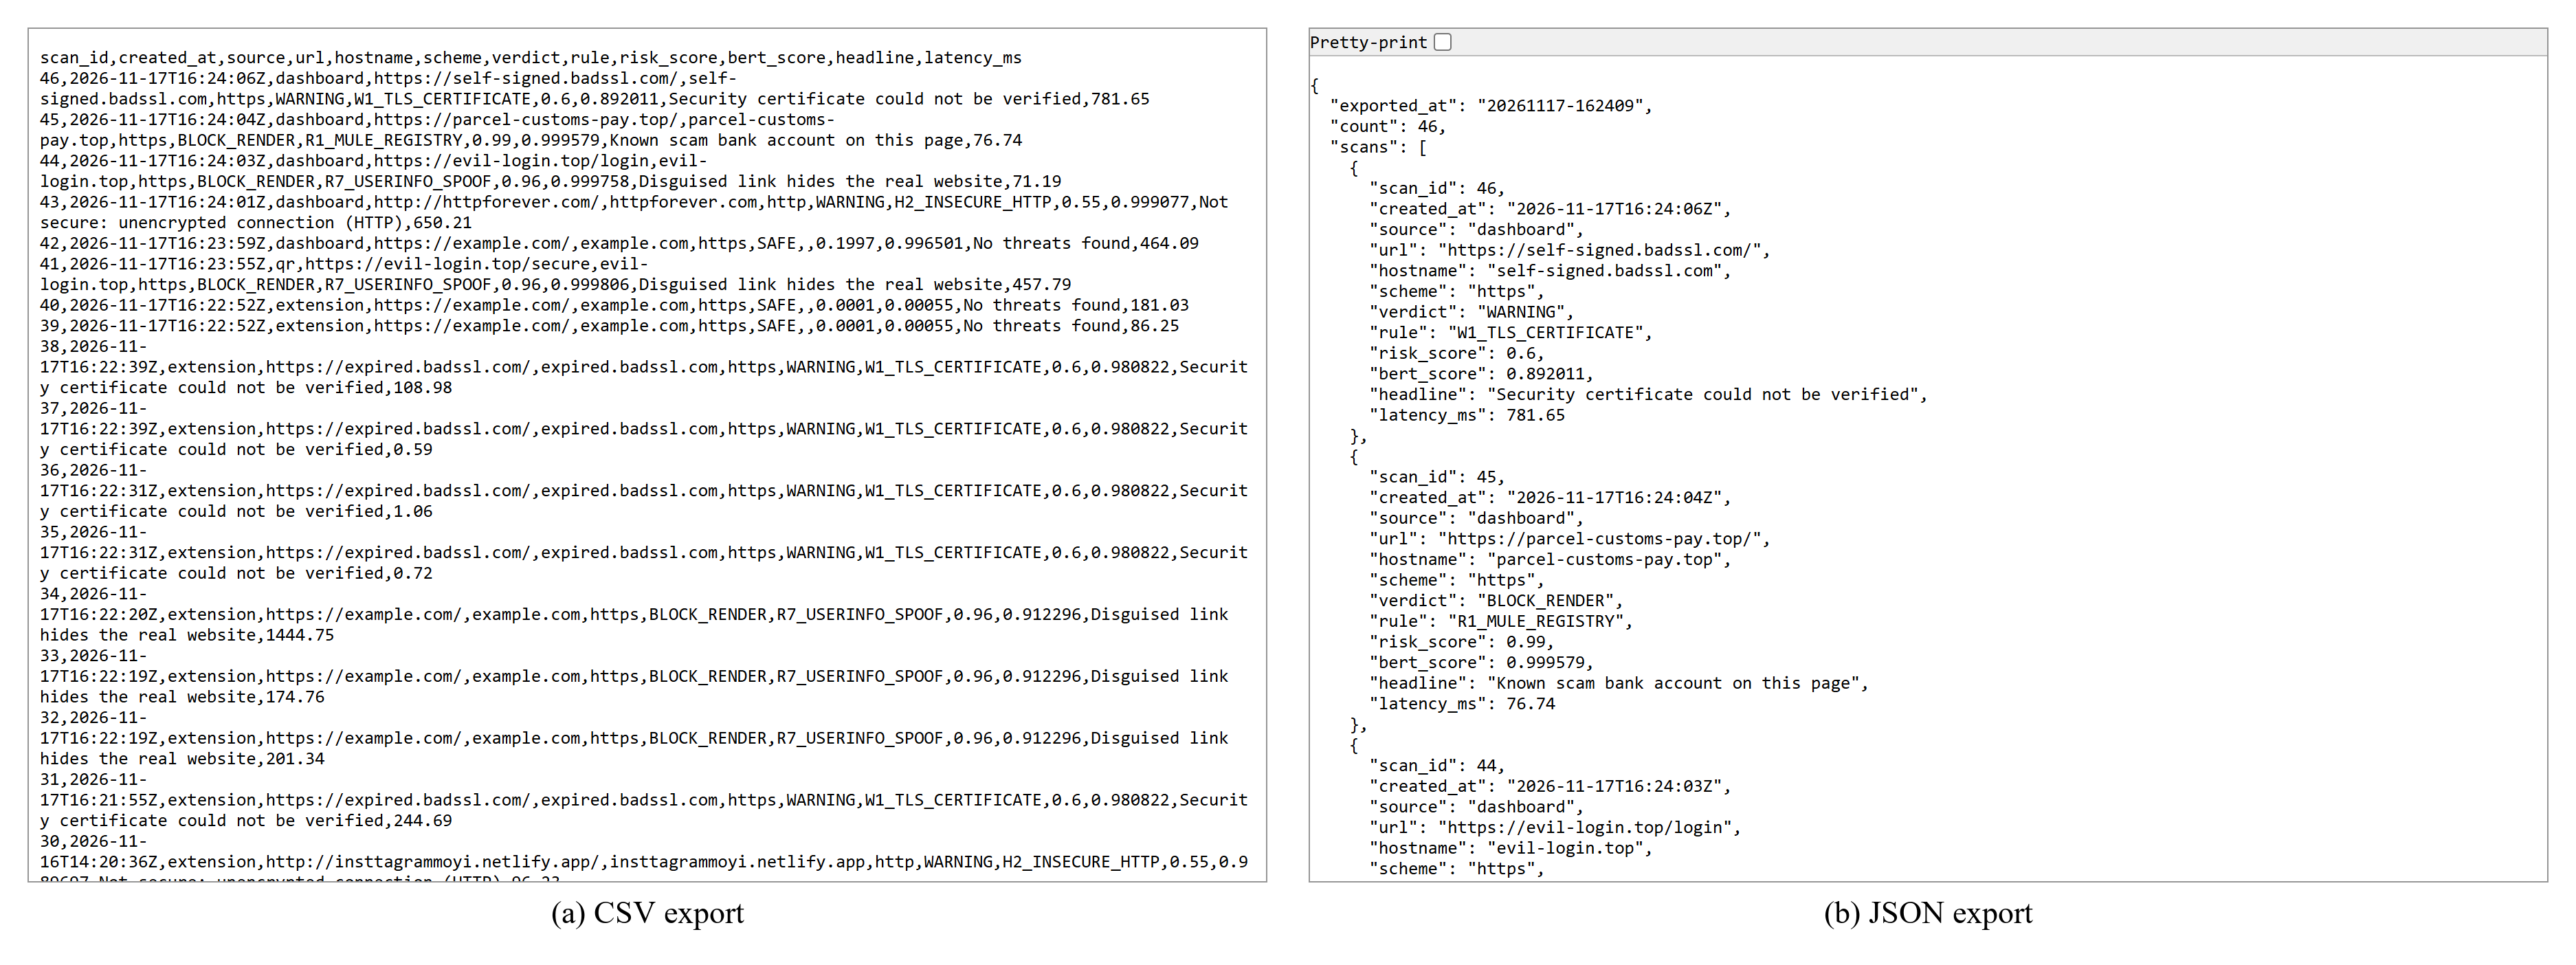 scan_id,created_at,source,url,hostname,scheme,verdict,rule,risk_score,bert_score,headline,latency_ms
46,2026-11-17T16:24:06Z,dashboard,https://self-signed.badssl.com/,self-
signed.badssl.com,https,WARNING,W1_TLS_CERTIFICATE,0.6,0.892011,Security certificate could not be verified,781.65
45,2026-11-17T16:24:04Z,dashboard,https://parcel-customs-pay.top/,parcel-customs-
pay.top,https,BLOCK_RENDER,R1_MULE_REGISTRY,0.99,0.999579,Known scam bank account on this page,76.74
44,2026-11-17T16:24:03Z,dashboard,https://evil-login.top/login,evil-
login.top,https,BLOCK_RENDER,R7_USERINFO_SPOOF,0.96,0.999758,Disguised link hides the real website,71.19
43,2026-11-17T16:24:01Z,dashboard,http://httpforever.com/,httpforever.com,http,WARNING,H2_INSECURE_HTTP,0.55,0.999077,Not
secure: unencrypted connection (HTTP),650.21
42,2026-11-17T16:23:59Z,dashboard,https://example.com/,example.com,https,SAFE,,0.1997,0.996501,No threats found,464.09
41,2026-11-17T16:23:55Z,qr,https://evil-login.top/secure,evil-
login.top,https,BLOCK_RENDER,R7_USERINFO_SPOOF,0.96,0.999806,Disguised link hides the real website,457.79
40,2026-11-17T16:22:52Z,extension,https://example.com/,example.com,https,SAFE,,0.0001,0.00055,No threats found,181.03
39,2026-11-17T16:22:52Z,extension,https://example.com/,example.com,https,SAFE,,0.0001,0.00055,No threats found,86.25
38,2026-11-
17T16:22:39Z,extension,https://expired.badssl.com/,expired.badssl.com,https,WARNING,W1_TLS_CERTIFICATE,0.6,0.980822,Securit
y certificate could not be verified,108.98
37,2026-11-
17T16:22:39Z,extension,https://expired.badssl.com/,expired.badssl.com,https,WARNING,W1_TLS_CERTIFICATE,0.6,0.980822,Securit
y certificate could not be verified,0.59
36,2026-11-
17T16:22:31Z,extension,https://expired.badssl.com/,expired.badssl.com,https,WARNING,W1_TLS_CERTIFICATE,0.6,0.980822,Securit
y certificate could not be verified,1.06
35,2026-11-
17T16:22:31Z,extension,https://expired.badssl.com/,expired.badssl.com,https,WARNING,W1_TLS_CERTIFICATE,0.6,0.980822,Securit
y certificate could not be verified,0.72
34,2026-11-
17T16:22:20Z,extension,https://example.com/,example.com,https,BLOCK_RENDER,R7_USERINFO_SPOOF,0.96,0.912296,Disguised link
hides the real website,1444.75
33,2026-11-
17T16:22:19Z,extension,https://example.com/,example.com,https,BLOCK_RENDER,R7_USERINFO_SPOOF,0.96,0.912296,Disguised link
hides the real website,174.76
32,2026-11-
17T16:22:19Z,extension,https://example.com/,example.com,https,BLOCK_RENDER,R7_USERINFO_SPOOF,0.96,0.912296,Disguised link
hides the real website,201.34
31,2026-11-
17T16:21:55Z,extension,https://expired.badssl.com/,expired.badssl.com,https,WARNING,W1_TLS_CERTIFICATE,0.6,0.980822,Securit
y certificate could not be verified,244.69
30,2026-11-
16T14:20:36Z,extension,http://insttagrammoyi.netlify.app/,insttagrammoyi.netlify.app,http,WARNING,H2_INSECURE_HTTP,0.55,0.9
(a) CSV export
Pretty-print
{
"exported_at": "20261117-162409",
"count": 46,
"scans": [
{
"scan_id": 46,
"created_at": "2026-11-17T16:24:06Z",
"source": "dashboard",
"url": "https://self-signed.badssl.com/",
"hostname": "self-signed.badssl.com",
"scheme": "https",
"verdict": "WARNING",
"rule": "W1_TLS_CERTIFICATE",
"risk_score": 0.6,
"bert_score": 0.892011,
"headline": "Security certificate could not be verified",
"latency_ms": 781.65
},
{
"scan_id": 45,
"created_at": "2026-11-17T16:24:04Z",
"source": "dashboard",
"url": "https://parcel-customs-pay.top/",
"hostname": "parcel-customs-pay.top",
"scheme": "https",
"verdict": "BLOCK_RENDER",
"rule": "R1_MULE_REGISTRY",
"risk_score": 0.99,
"bert_score": 0.999579,
"headline": "Known scam bank account on this page",
"latency_ms": 76.74
},
{
"scan_id": 44,
"created_at": "2026-11-17T16:24:03Z",
"source": "dashboard",
"url": "https://evil-login.top/login",
"hostname": "evil-login.top",
"scheme": "https",
(b) JSON export